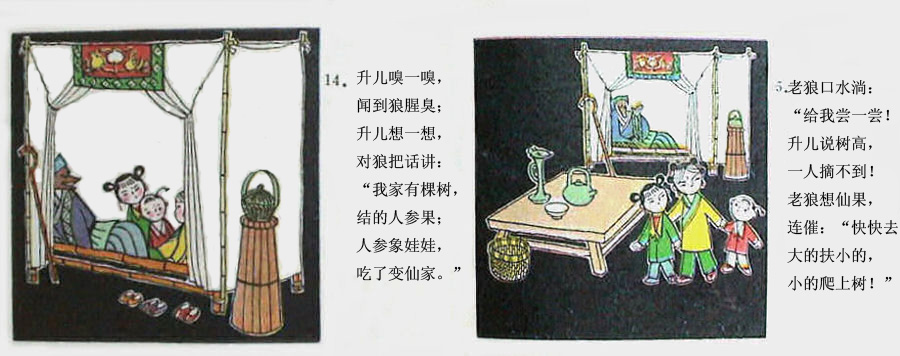 14.
升儿嗅一嗅，
闻到狼腥臭；
升儿想一想，
对狼把话讲：
“我家有棵树，
结的人参果；
人参象娃娃，
吃了变仙家。”
5.
老狼口水淌：
“给我尝一尝！
升儿说树高，
一人摘不到！
老狼想仙果，
连催：“快快去
大的扶小的，
小的爬上树！”